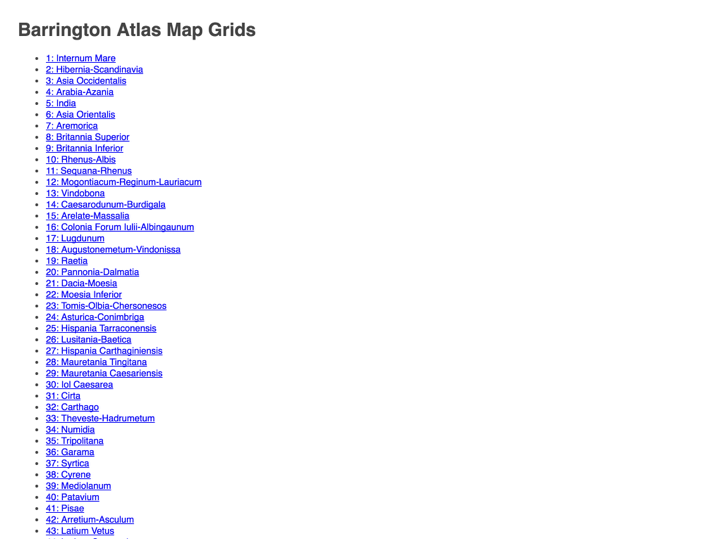 Barrington Atlas Map Grids
1: Internum Mare
2: Hibernia-Scandinavia
3: Asia Occidentalis
4: Arabia-Azania
5: India
6: Asia Orientalis
7: Aremorica
8: Britannia Superior
9: Britannia Inferior
10: Rhenus-Albis
11: Sequana-Rhenus
12: Mogontiacum-Reginum-Lauriacum
13: Vindobona
14: Caesarodunum-Burdigala
15: Arelate-Massalia
16: Colonia Forum Iulii-Albingaunum
17: Lugdunum
18: Augustonemetum-Vindonissa
19: Raetia
20: Pannonia-Dalmatia
21: Dacia-Moesia
22: Moesia Inferior
23: Tomis-Olbia-Chersonesos
24: Asturica-Conimbriga
25: Hispania Tarraconensis
26: Lusitania-Baetica
27: Hispania Carthaginiensis
28: Mauretania Tingitana
29: Mauretania Caesariensis
30: Iol Caesarea
31: Cirta
32: Carthago
33: Theveste-Hadrumetum
34: Numidia
35: Tripolitana
36: Garama
37: Syrtica
38: Cyrene
39: Mediolanum
40: Patavium
41: Pisae
42: Arretium-Asculum
43: Latium Vetus